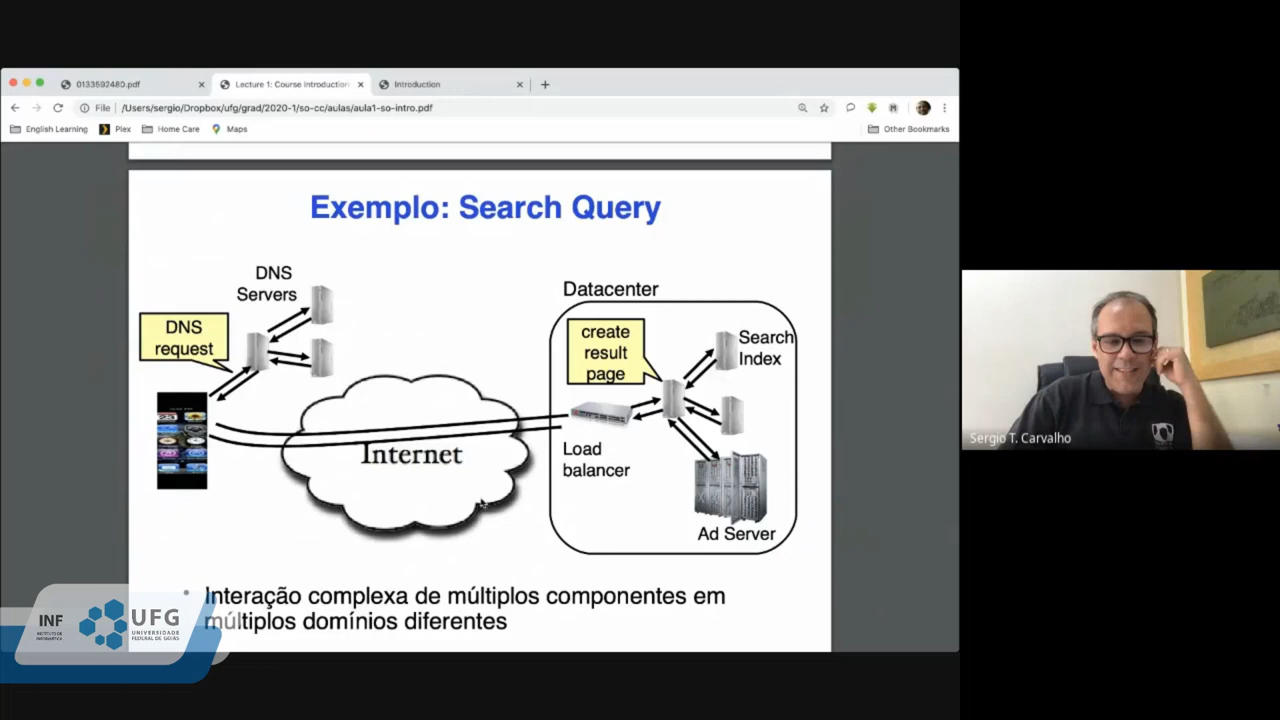 0133592480.pdf
Lecture 1: Course Introduction
Introduction
File
/Users/sergio/Dropbox/ufg/grad/2020-1/so-cc/aulas/aula1-so-intro.pdf
English Learning
Plex
Home Care
Maps
Other Bookmarks
Exemplo: Search Query
DNS
Servers
DNS
request
Internet
Datacenter
create
result
page
Search
Index
Load
balancer
Ad Server
• Interação complexa de múltiplos componentes em
múltiplos domínios diferentes
INF
INSTITUTO DE
INFORMÁTICA
UFG
UNIVERSIDADE
FEDERAL DE GOIÁS
Sergio T. Carvalho